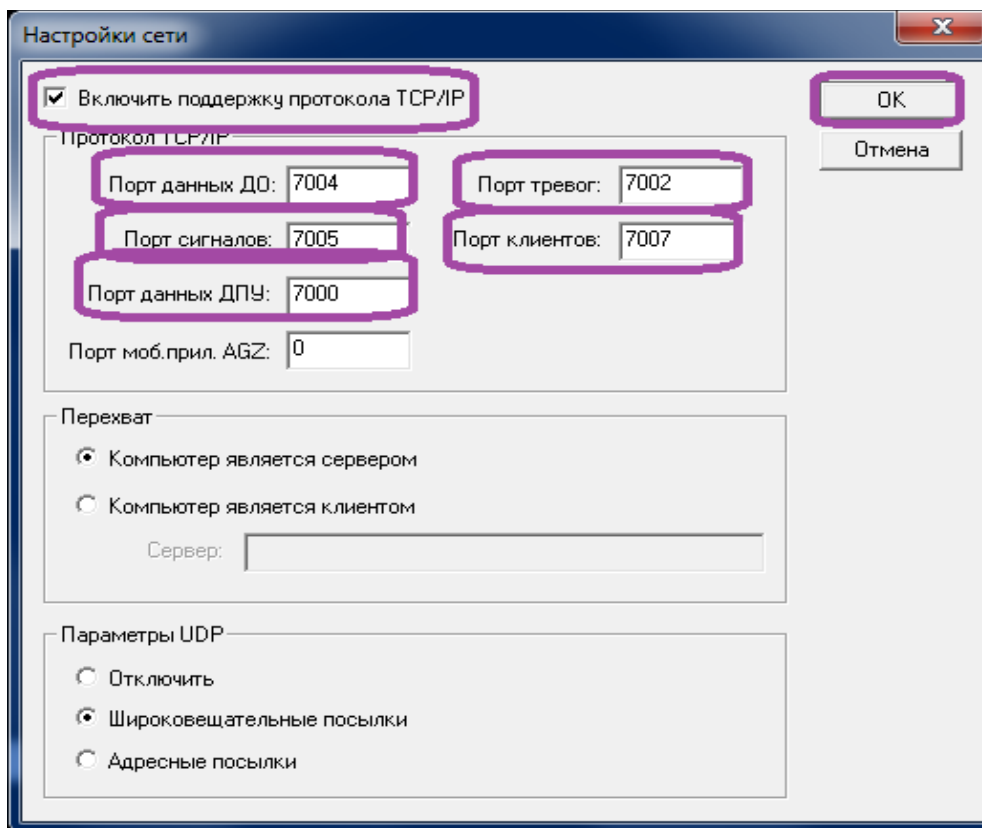 Настройки сети
Включить поддержку протокола TCP/IP
OK
Отмена
Протокол TCP/IP
Порт данных ДО: 7004
Порт тревог: 7002
Порт сигналов: 7005
Порт клиентов: 7007
Порт данных ДПУ: 7000
Порт моб.прил. AGZ: 0
Перехват
Компьютер является сервером
Компьютер является клиентом
Сервер:
Параметры UDP
Отключить
Широковещательные посылки
Адресные посылки